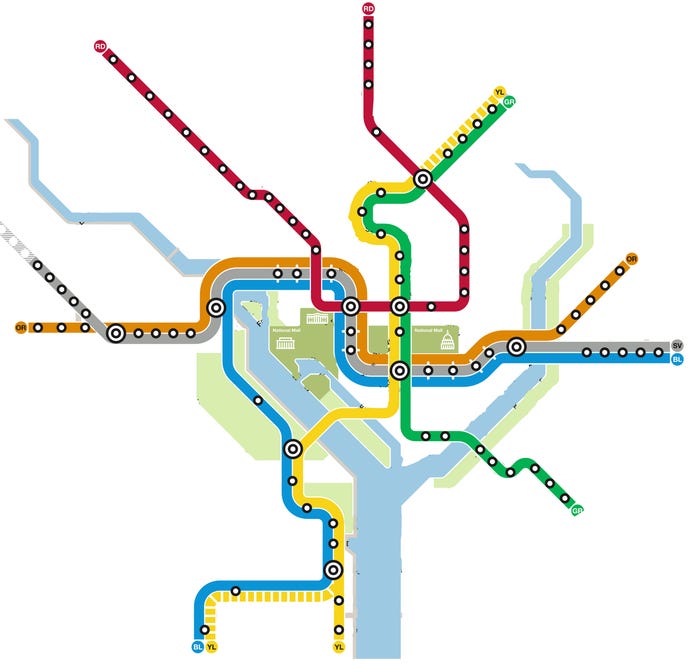 RD
RD
YL
GR
OR
OR
National Mall
National Mall
SV
BL
GR
BL
YL
YL